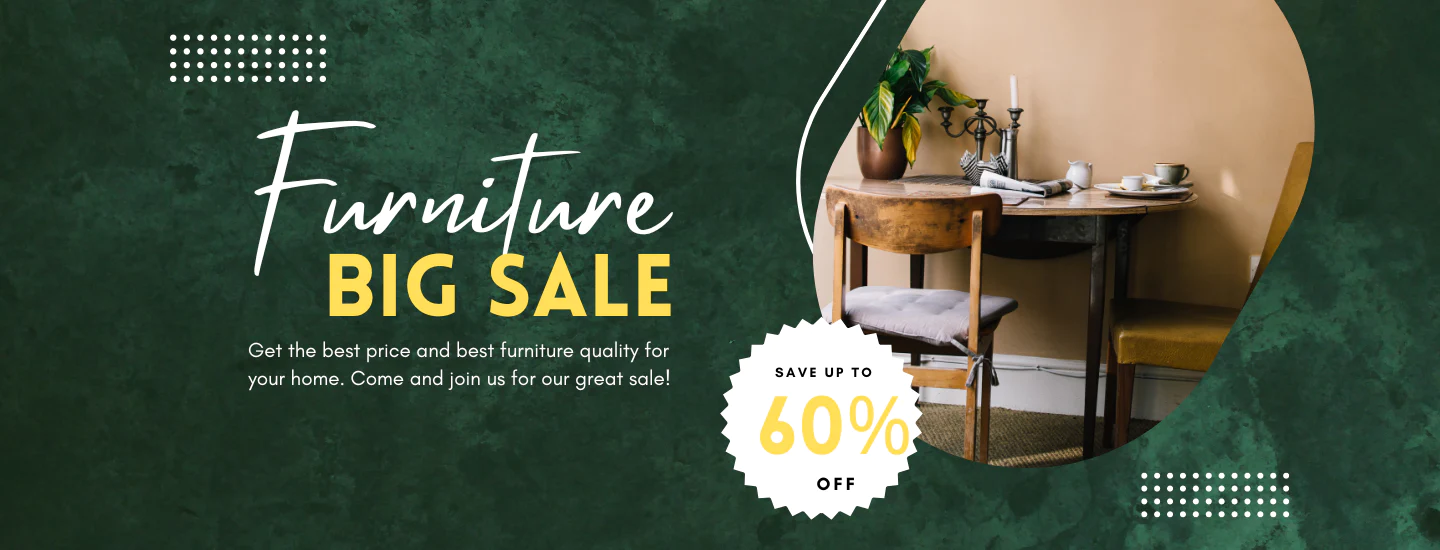 Furniture
BIG SALE
Get the best price and best furniture quality for
your home. Come and join us for our great sale!
SAVE UP TO
60%
OFF